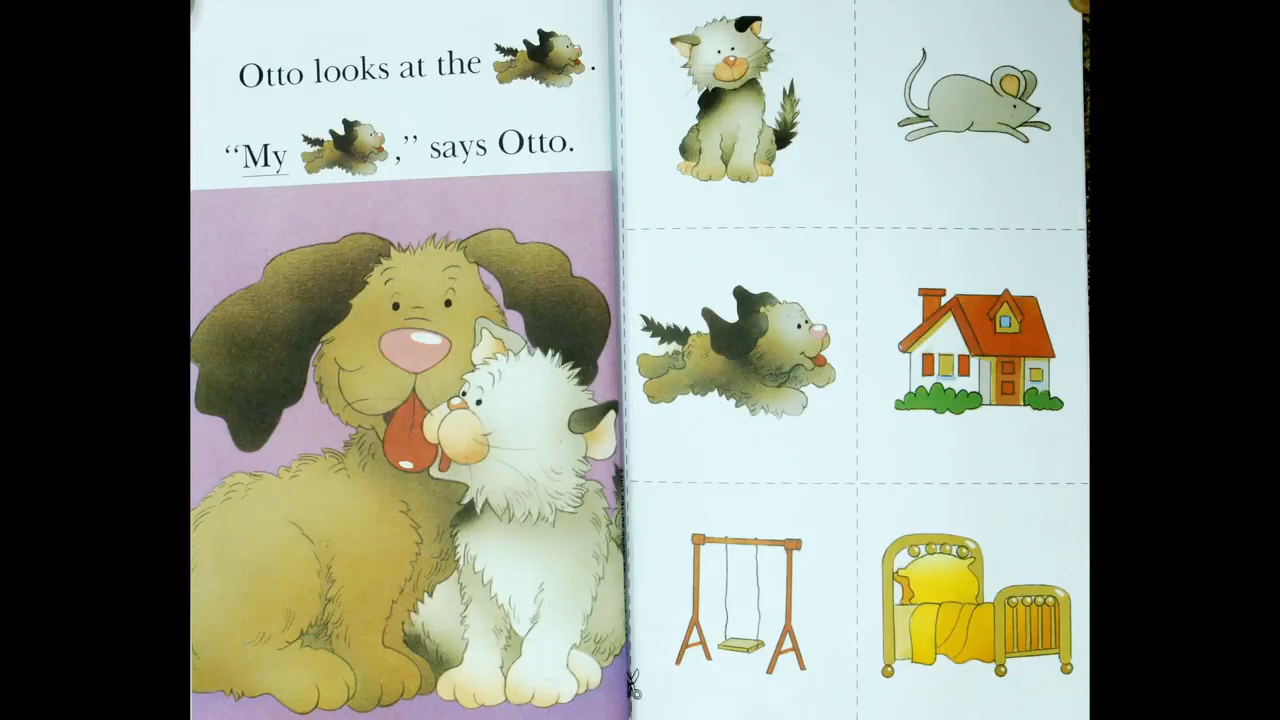 Otto looks at the .
“My ,” says Otto.